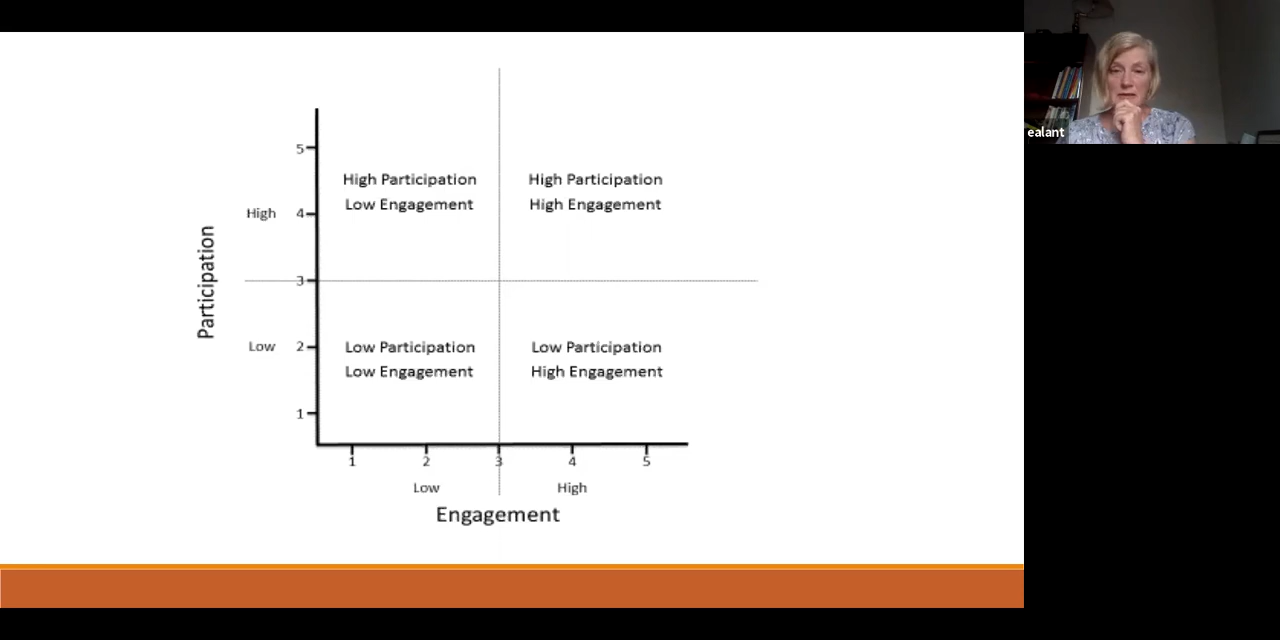 5
High Participation
Low Engagement
High Participation
High Engagement
High
4
Participation
3
Low
2
Low Participation
Low Engagement
Low Participation
High Engagement
1
1 2 3 4 5
Low High
Engagement
ealant